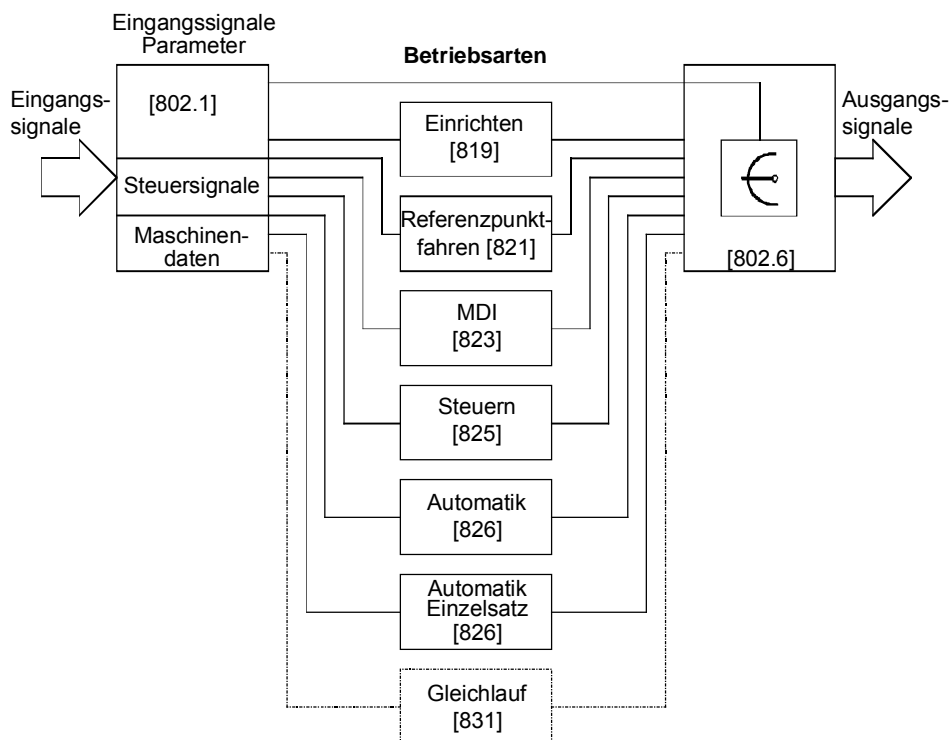 Eingangssignale
Parameter
Betriebsarten
Eingangs-
signale
[802.1]
Steuersignale
Maschinen-
daten
Einrichten
[819]
Referenzpunkt-
fahren [821]
MDI
[823]
Steuern
[825]
Automatik
[826]
Automatik
Einzelsatz
[826]
Gleichlauf
[831]
[802.6]
Ausgangs-
signale